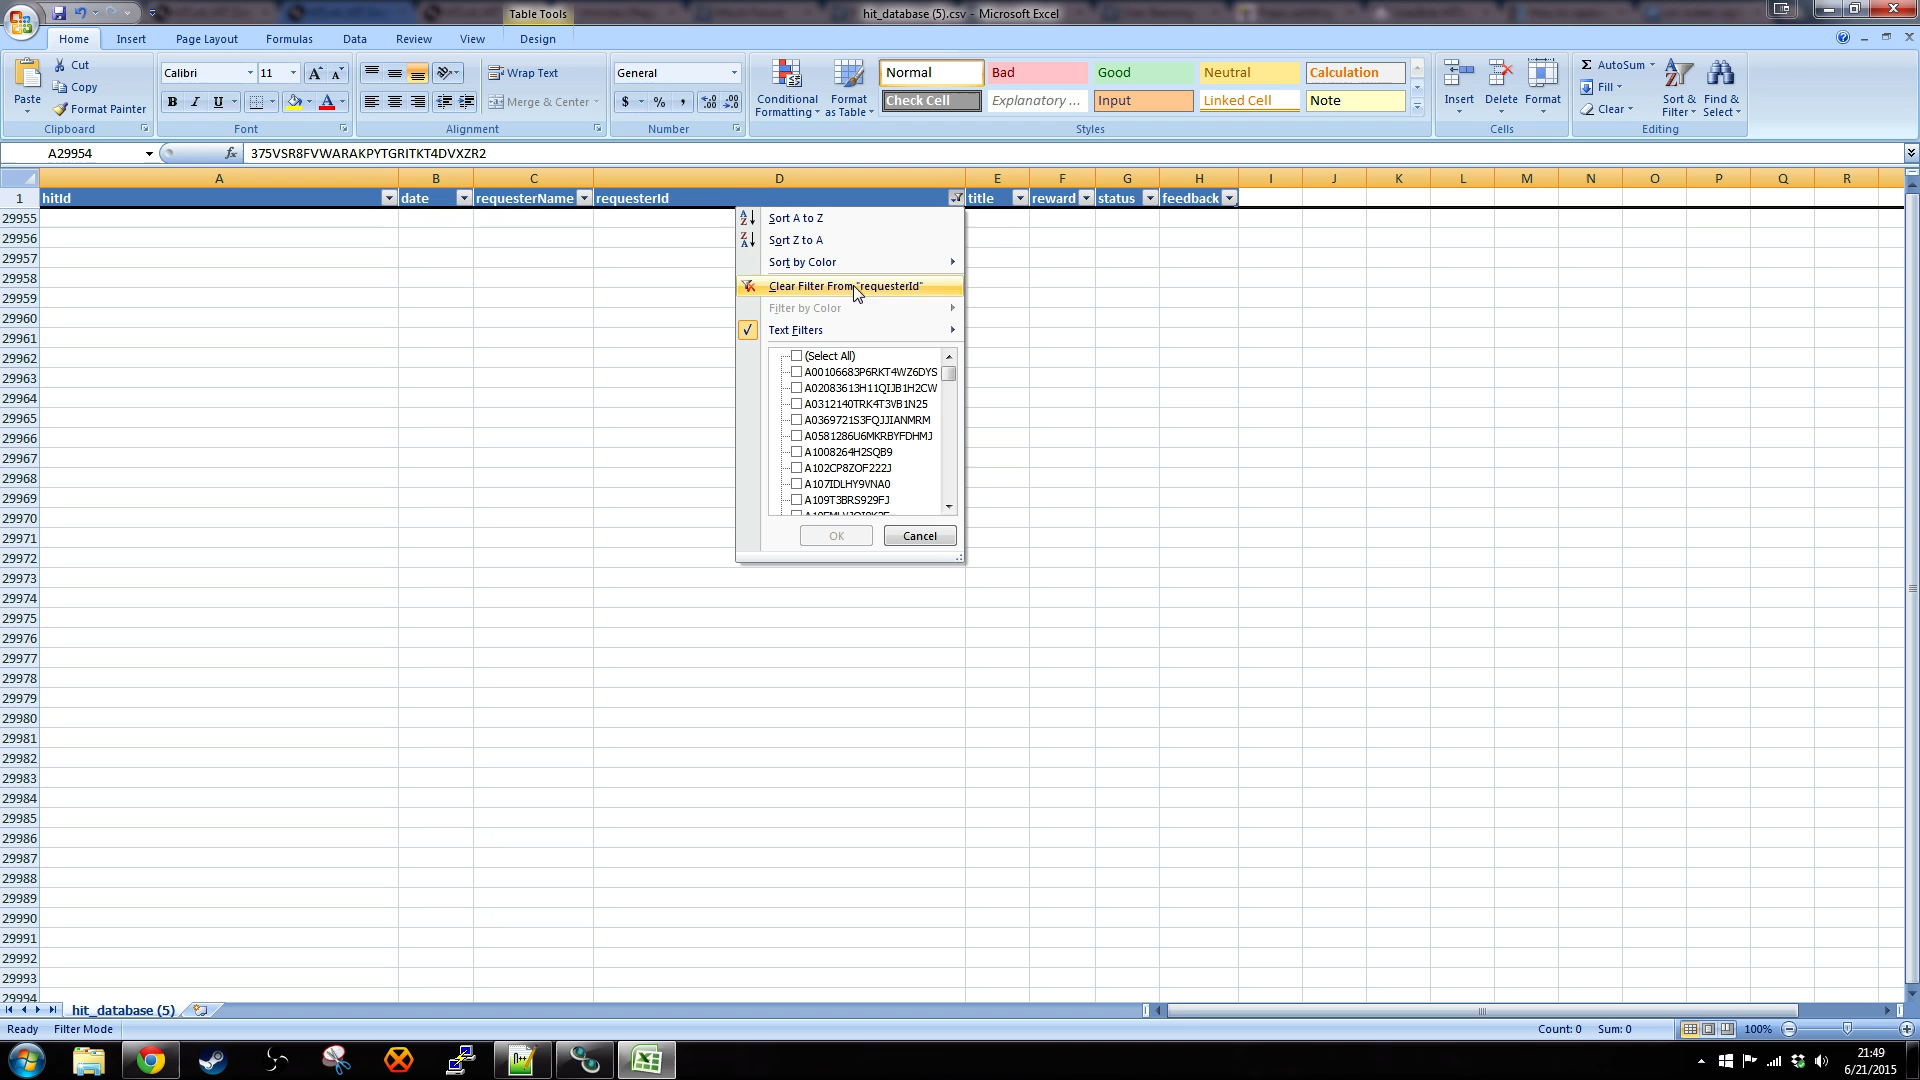 Table Tools
hit_database (5).csv - Microsoft Excel
Home Insert Page Layout Formulas Data Review View Design
Paste
Cut
Copy
Format Painter
Clipboard
Calibri 11 A A
B I U A
Font
Wrap Text
Merge & Center
Alignment
General
$ % ,
Number
Conditional Formatting
Format as Table
Normal Bad Good Neutral Calculation
Check Cell Explanatory ... Input Linked Cell Note
Styles
Insert Delete Format
Cells
Σ AutoSum
Fill
Clear
Sort & Filter
Find & Select
Editing
A29954 fx 375VSR8FVWARAKPYTGRITKT4DVXZR2
A B C D E F G H I J K L M N O P Q R
1 hitId date requesterName requesterId title reward status feedback
29955
29956
29957
29958
29959
29960
29961
29962
29963
29964
29965
29966
29967
29968
29969
29970
29971
29972
29973
29974
29975
29976
29977
29978
29979
29980
29981
29982
29983
29984
29985
29986
29987
29988
29989
29990
29991
29992
29993
29994
Sort A to Z
Sort Z to A
Sort by Color
Clear Filter From "requesterId"
Filter by Color
Text Filters
(Select All)
A00106683P6RKT4WZ6DYS
A02083613H11QIJB1H2CW
A0312140TRK4T3VB1N25
A0369721S3FQJJIANMRM
A0581286U6MKRBYFDHMJ
A1008264H2SQB9
A102CP8ZOF222J
A107IDLHY9VNA0
A109T3BRS929FJ
OK Cancel
hit_database (5)
Ready Filter Mode Count: 0 Sum: 0 100%
21:49
6/21/2015